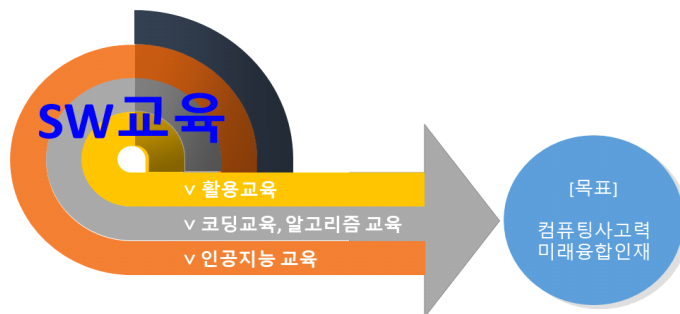 SW교육
v 활용교육
v 코딩교육, 알고리즘 교육
v 인공지능 교육
[목표]
컴퓨팅사고력
미래융합인재